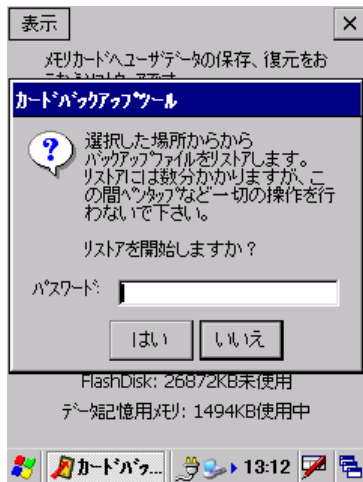 表示
ﾒﾓﾘｶｰﾄﾞへﾕｰｻﾞﾃﾞｰﾀの保存、復元をお
ｶｰﾄﾞﾊﾞｯｸｱｯﾌﾟﾂｰﾙ
選択した場所からから
ﾊﾞｯｸｱｯﾌﾟﾌｧｲﾙをﾘｽﾄｱします。
ﾘｽﾄｱには数分かかりますが、こ
の間ﾍﾟﾝﾀｯﾌﾟなど一切の操作を行
わないで下さい。
ﾘｽﾄｱを開始しますか？
ﾊﾟｽﾜｰﾄﾞ:
はい
いいえ
FlashDisk: 26872KB未使用
ﾃﾞｰﾀ記憶用ﾒﾓﾘ: 1494KB使用中
ｶｰﾄﾞﾊﾞｯ...
13:12